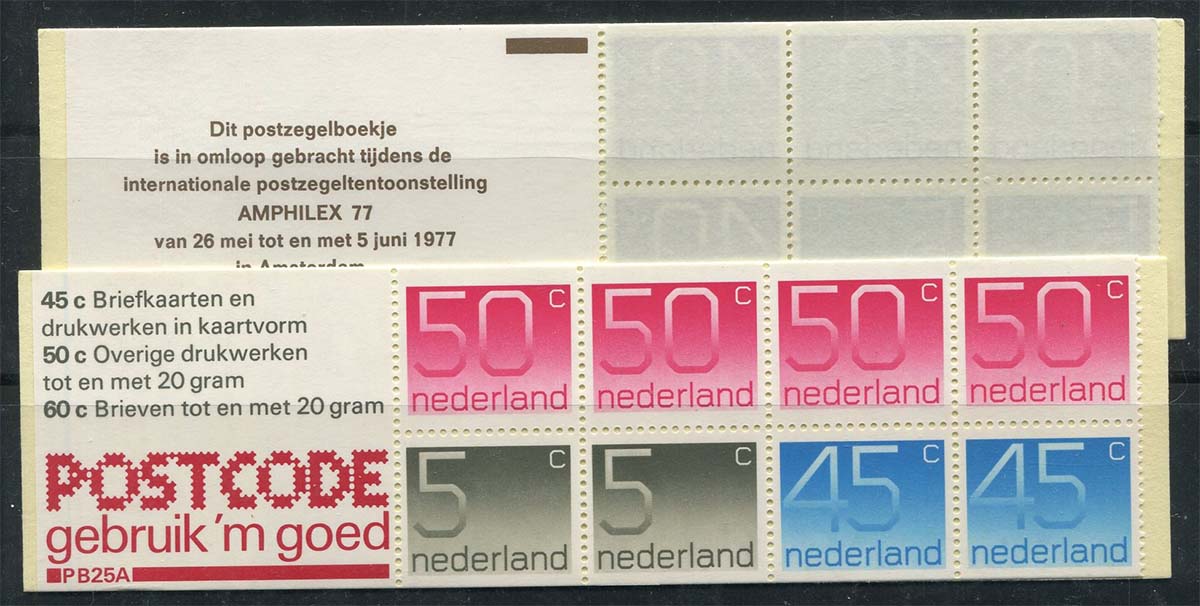 Dit postzegelboekje
is in omloop gebracht tijdens de
internationale postzegeltentoonstelling
AMPHILEX 77
van 26 mei tot en met 5 juni 1977
in Amsterdam
45 c Briefkaarten en
drukwerken in kaartvorm
50 c Overige drukwerken
tot en met 20 gram
60 c Brieven tot en met 20 gram
POSTCODE
gebruik 'm goed
PB25A
50 c
nederland
50 c
nederland
50 c
nederland
50 c
nederland
5 c
nederland
5 c
nederland
45 c
nederland
45 c
nederland